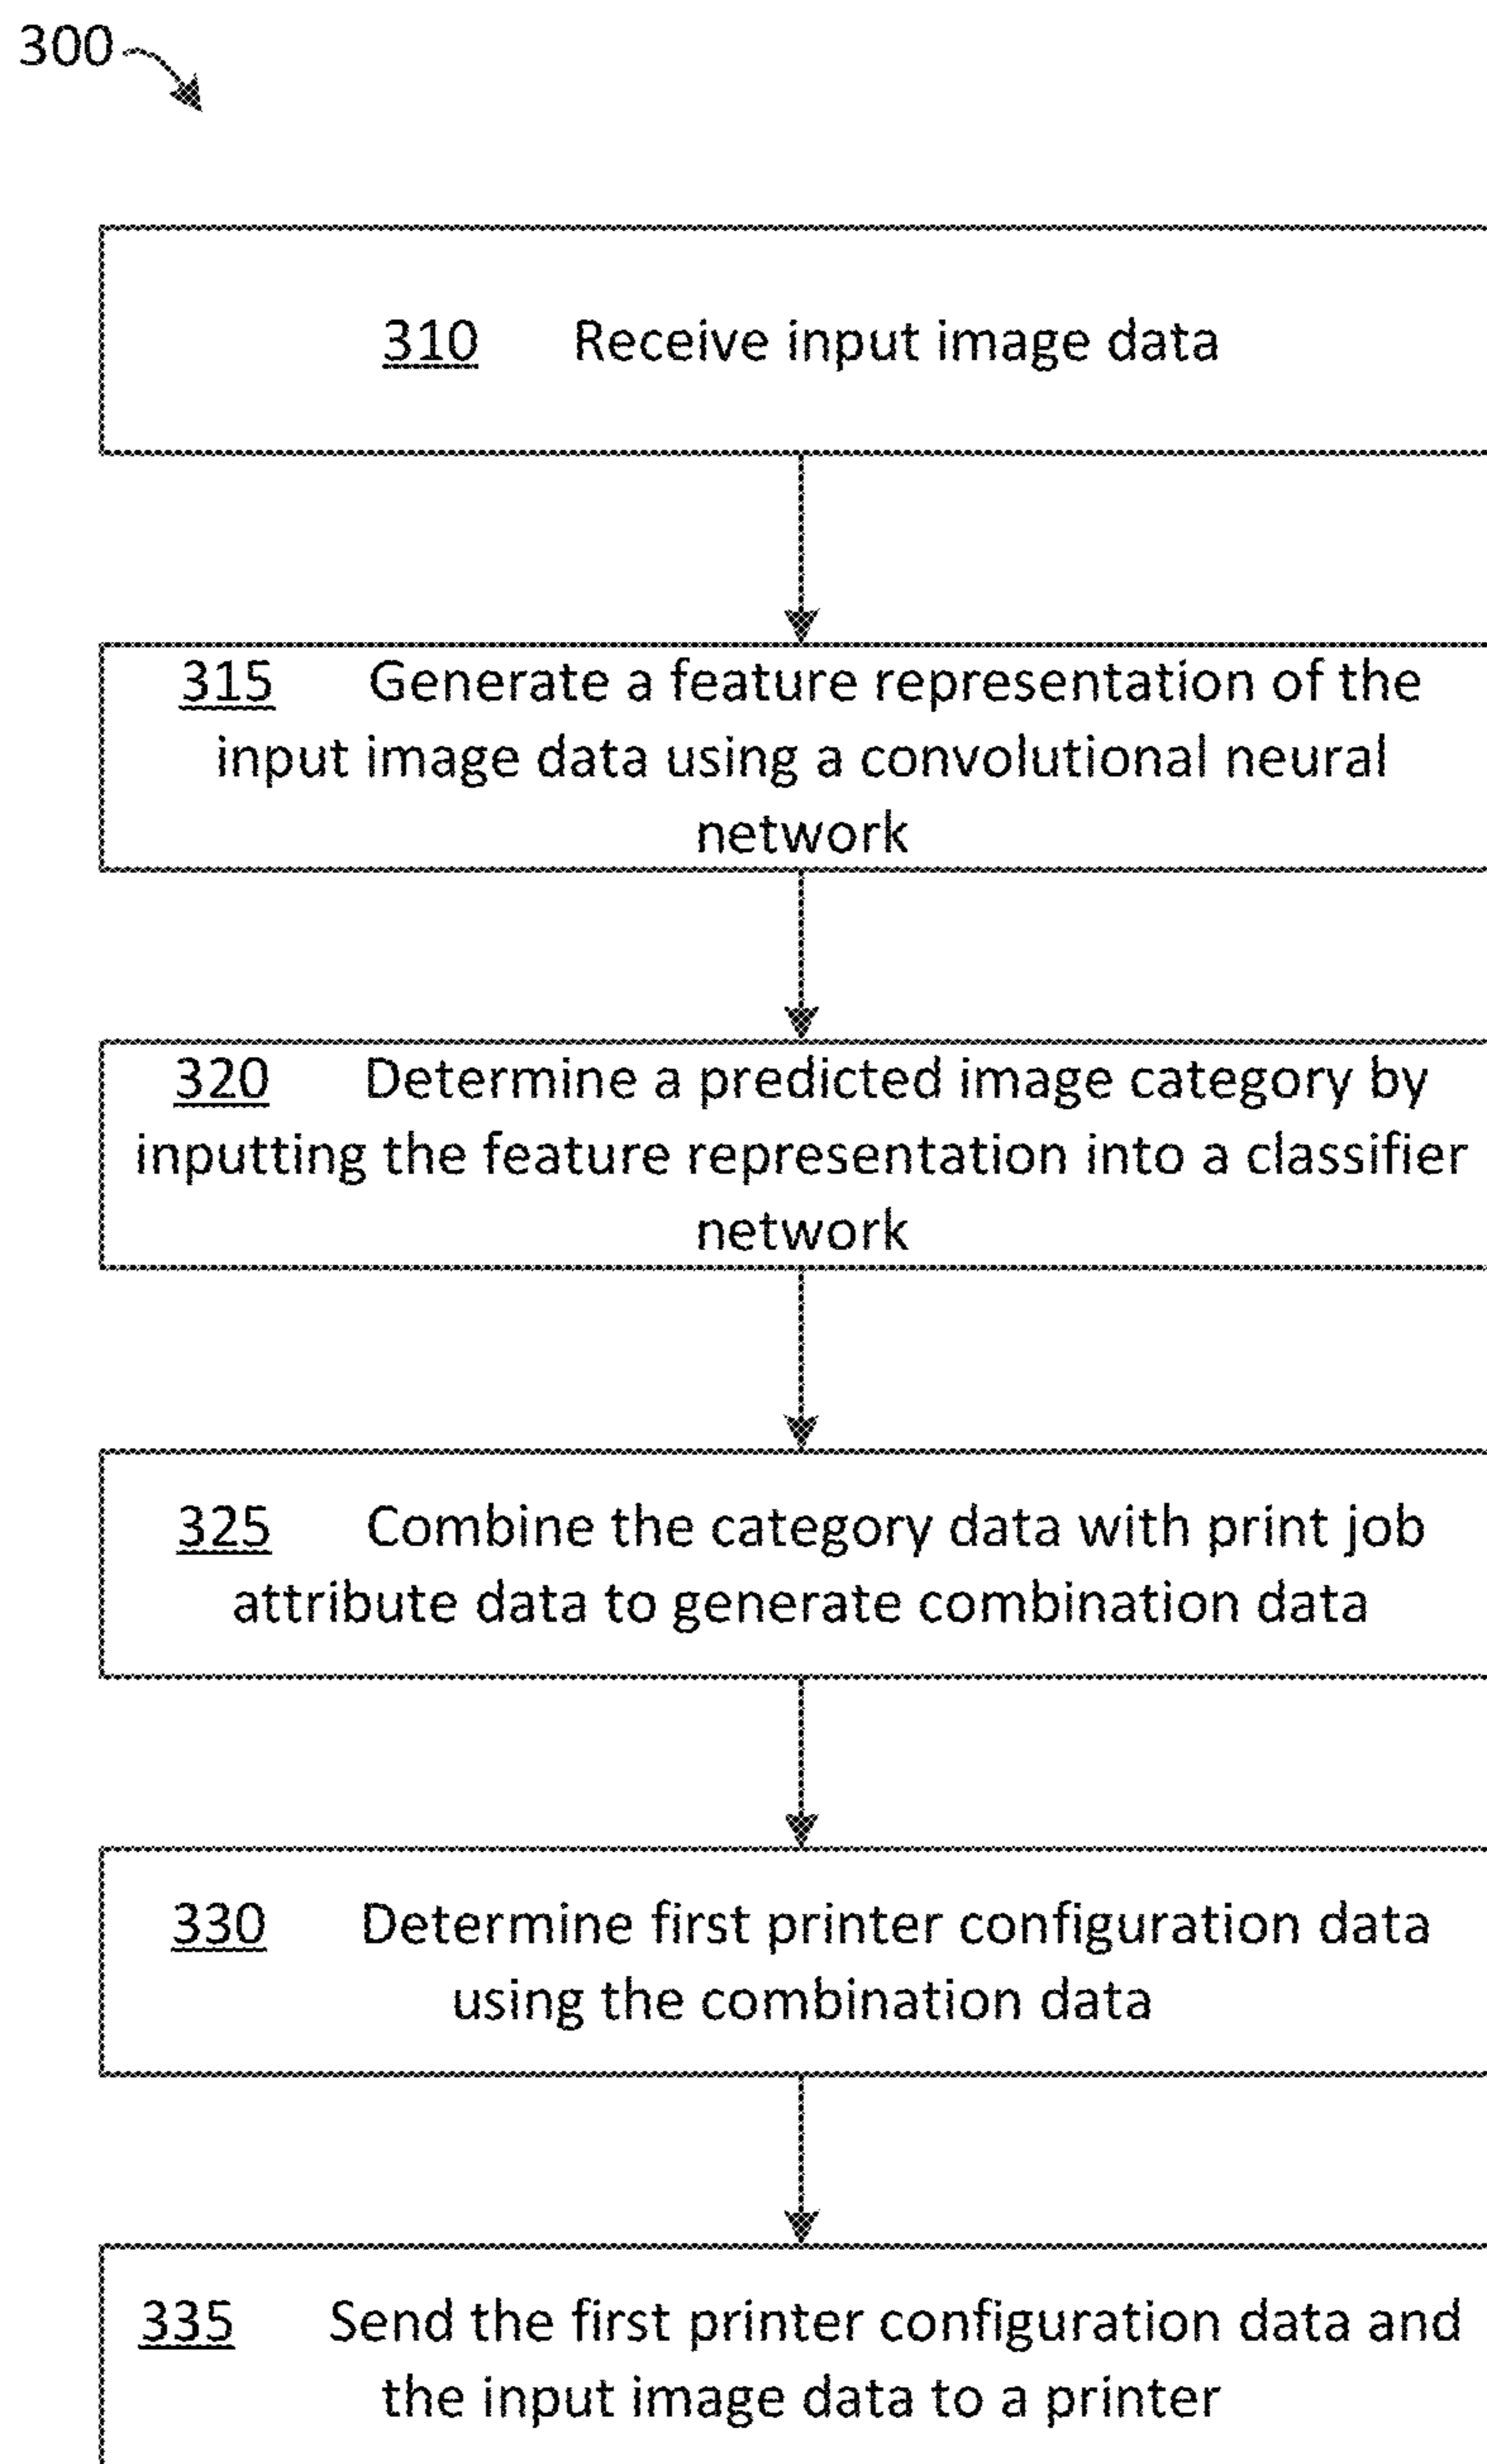 300
310 Receive input image data
315 Generate a feature representation of the
input image data using a convolutional neural
network
320 Determine a predicted image category by
inputting the feature representation into a classifier
network
325 Combine the category data with print job
attribute data to generate combination data
330 Determine first printer configuration data
using the combination data
335 Send the first printer configuration data and
the input image data to a printer